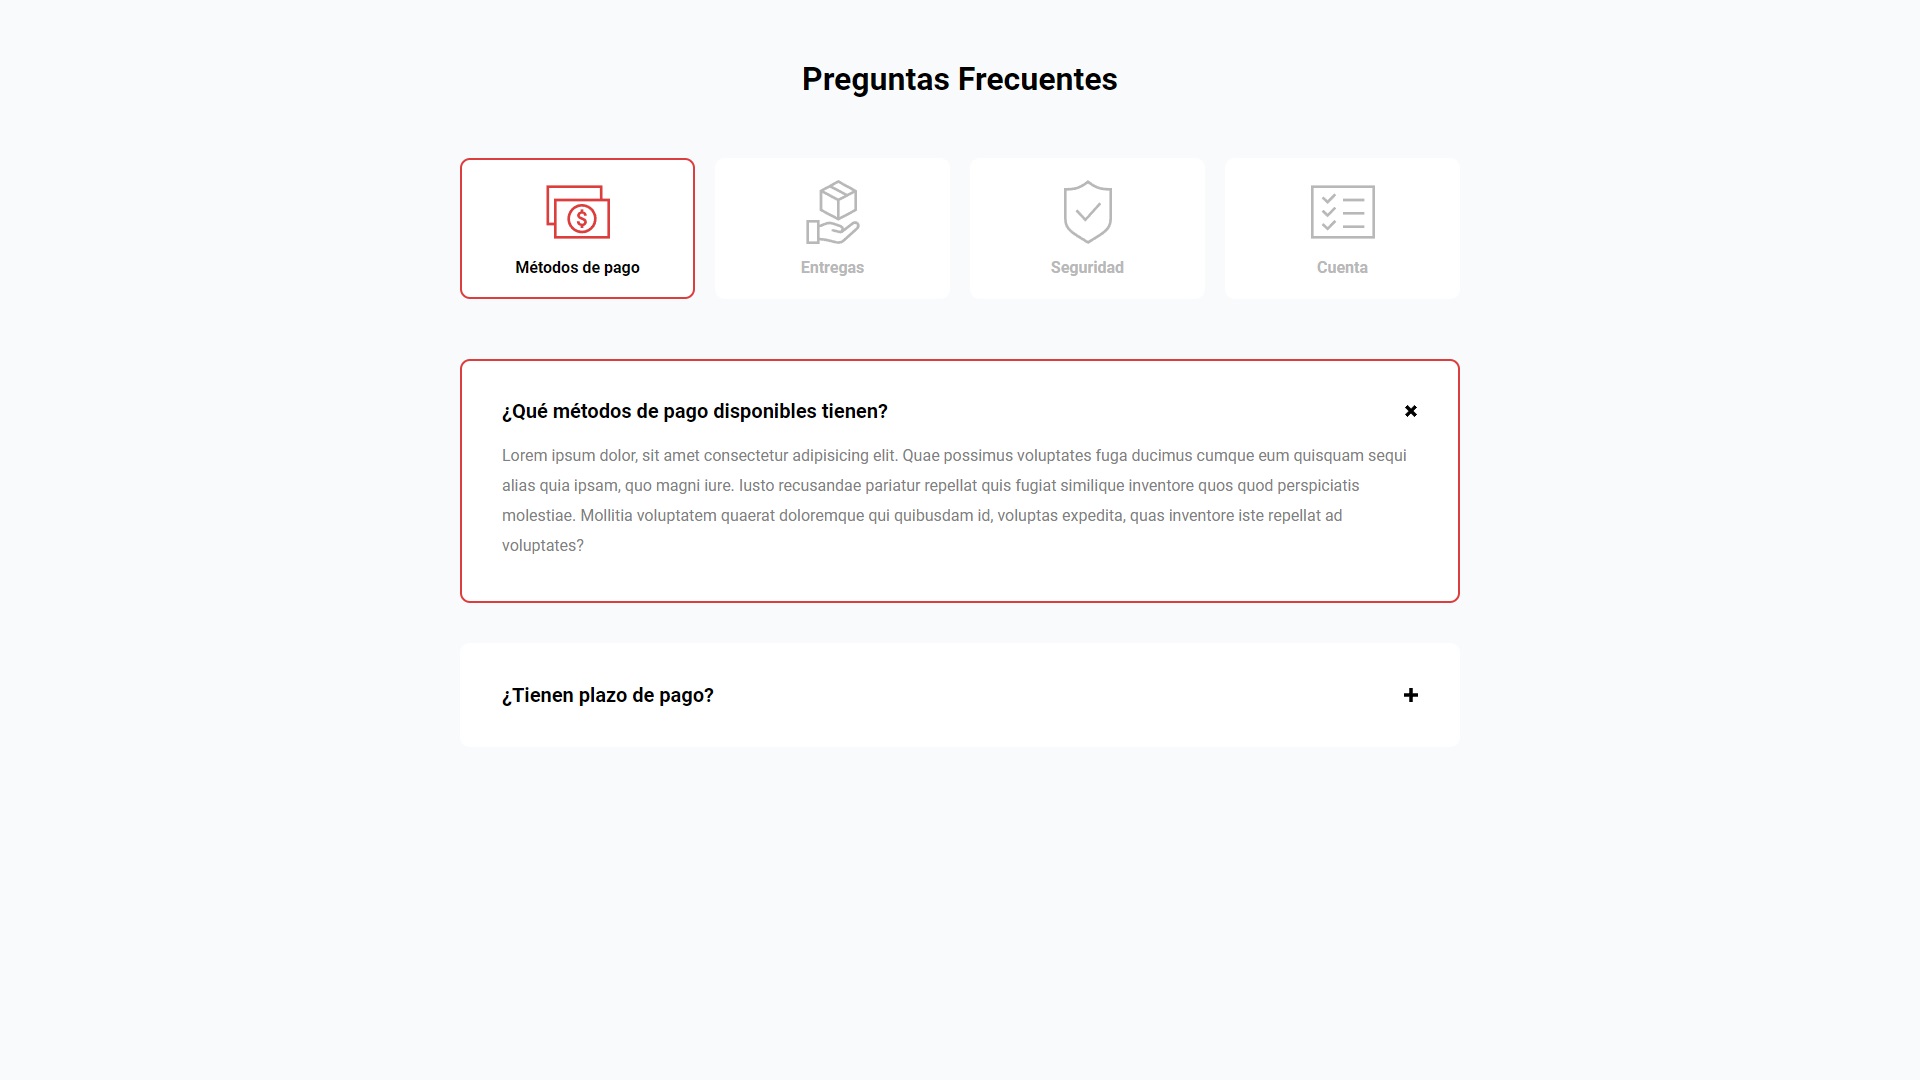 Preguntas Frecuentes
Métodos de pago
Entregas
Seguridad
Cuenta
¿Qué métodos de pago disponibles tienen?
Lorem ipsum dolor, sit amet consectetur adipisicing elit. Quae possimus voluptates fuga ducimus cumque eum quisquam sequi
alias quia ipsam, quo magni iure. Iusto recusandae pariatur repellat quis fugiat similique inventore quos quod perspiciatis
molestiae. Mollitia voluptatem quaerat doloremque qui quibusdam id, voluptas expedita, quas inventore iste repellat ad
voluptates?
¿Tienen plazo de pago?